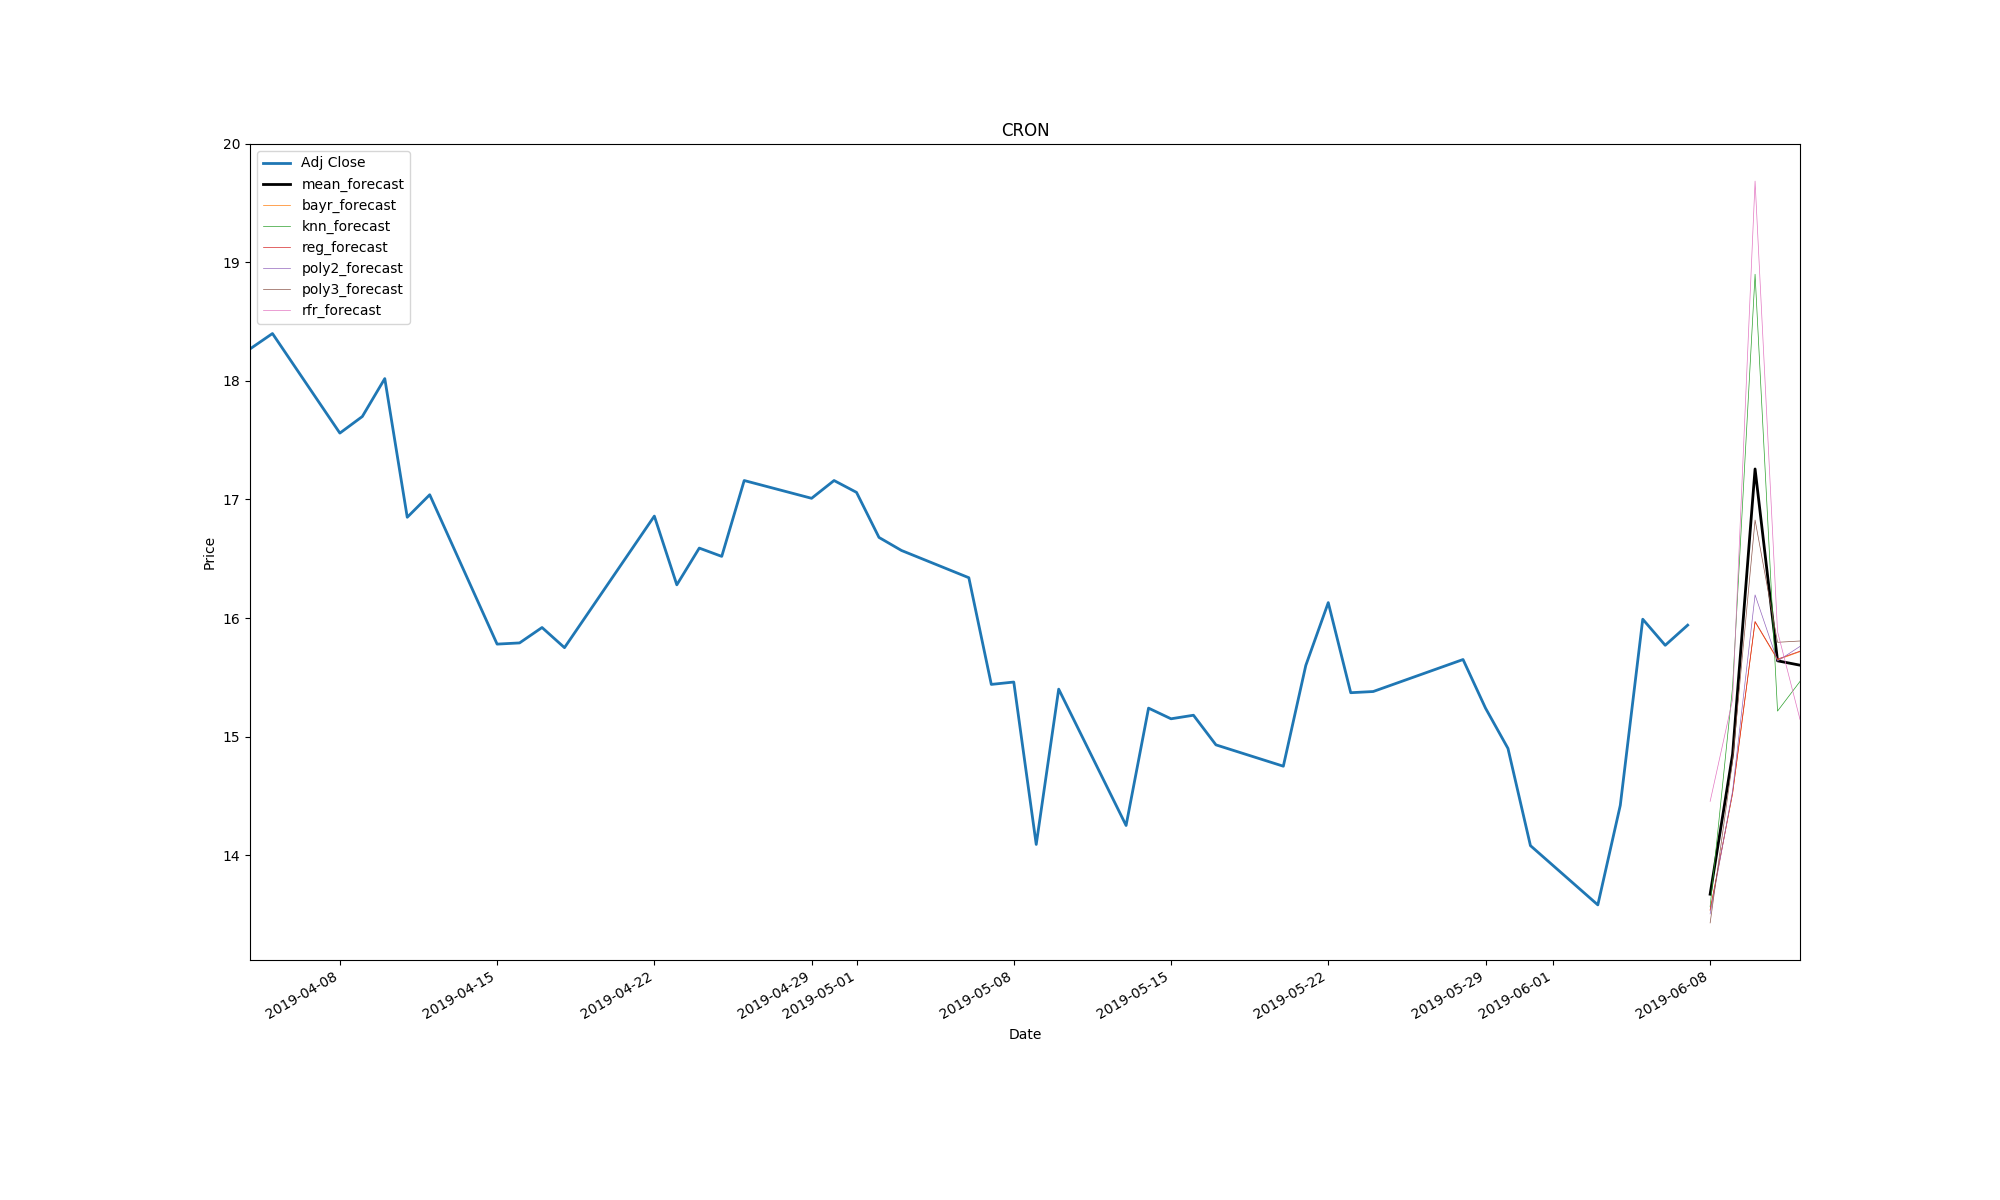 CRON
20
19
18
17
16
15
14
Price
Adj Close
mean_forecast
bayr_forecast
knn_forecast
reg_forecast
poly2_forecast
poly3_forecast
rfr_forecast
2019-04-08
2019-04-15
2019-04-22
2019-04-29
2019-05-01
2019-05-08
2019-05-15
2019-05-22
2019-05-29
2019-06-01
2019-06-08
Date